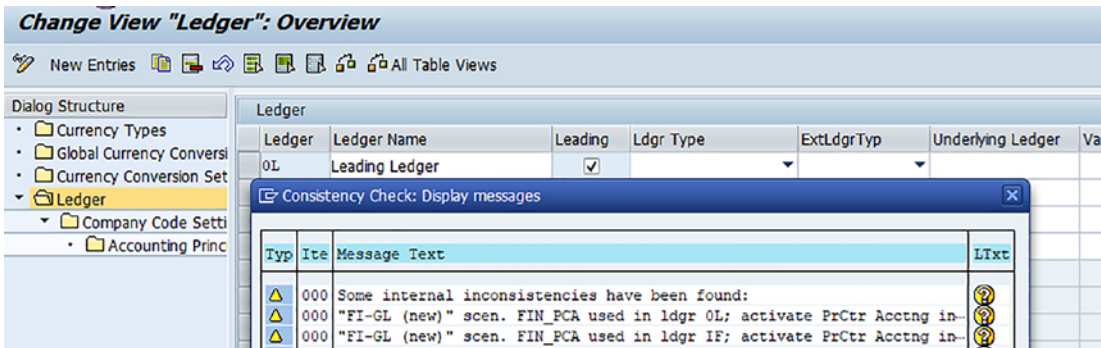 Change View "Ledger": Overview
New Entries All Table Views
Dialog Structure
Currency Types
Global Currency Conversi
Currency Conversion Set
Ledger
Company Code Setti
Accounting Princ
Ledger
Ledger Ledger Name Leading Ldgr Type ExtLdgrTyp Underlying Ledger Va
0L Leading Ledger
Consistency Check: Display messages
Typ Ite Message Text LTxt
000 Some internal inconsistencies have been found:
000 "FI-GL (new)" scen. FIN_PCA used in ldgr 0L; activate PrCtr Acctng in…
000 "FI-GL (new)" scen. FIN_PCA used in ldgr IF; activate PrCtr Acctng in…